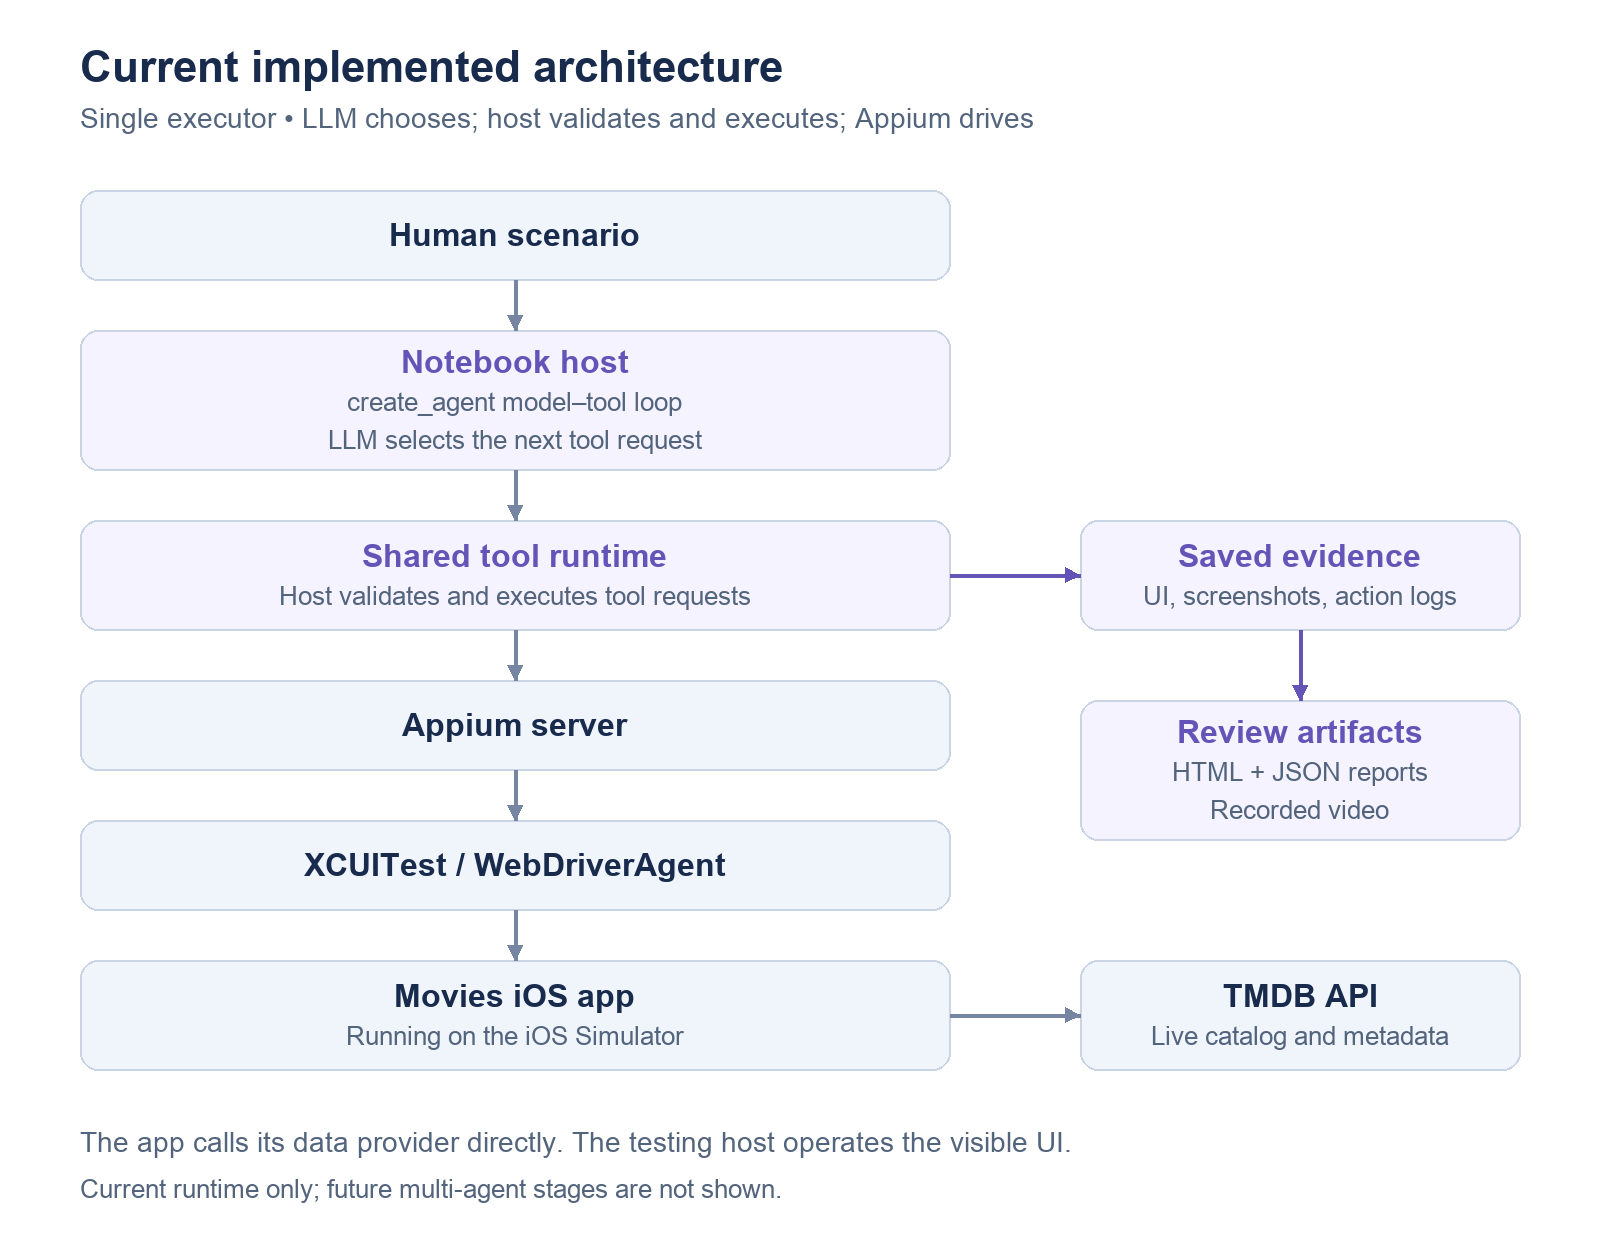 Current implemented architecture
Single executor • LLM chooses; host validates and executes; Appium drives
Human scenario
Notebook host
create_agent model–tool loop
LLM selects the next tool request
Shared tool runtime
Host validates and executes tool requests
Saved evidence
UI, screenshots, action logs
Appium server
Review artifacts
HTML + JSON reports
Recorded video
XCUITest / WebDriverAgent
Movies iOS app
Running on the iOS Simulator
TMDB API
Live catalog and metadata
The app calls its data provider directly. The testing host operates the visible UI.
Current runtime only; future multi-agent stages are not shown.